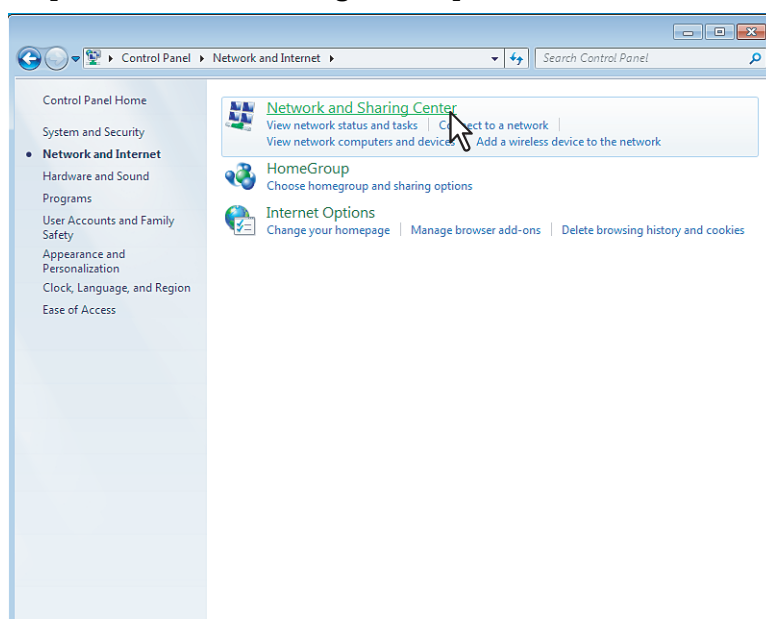 Control Panel Network and Internet
Search Control Panel
Control Panel Home
System and Security
Network and Internet
Hardware and Sound
Programs
User Accounts and Family
Safety
Appearance and
Personalization
Clock, Language, and Region
Ease of Access
Network and Sharing Center
View network status and tasks Connect to a network
View network computers and devices Add a wireless device to the network
HomeGroup
Choose homegroup and sharing options
Internet Options
Change your homepage Manage browser add-ons Delete browsing history and cookies